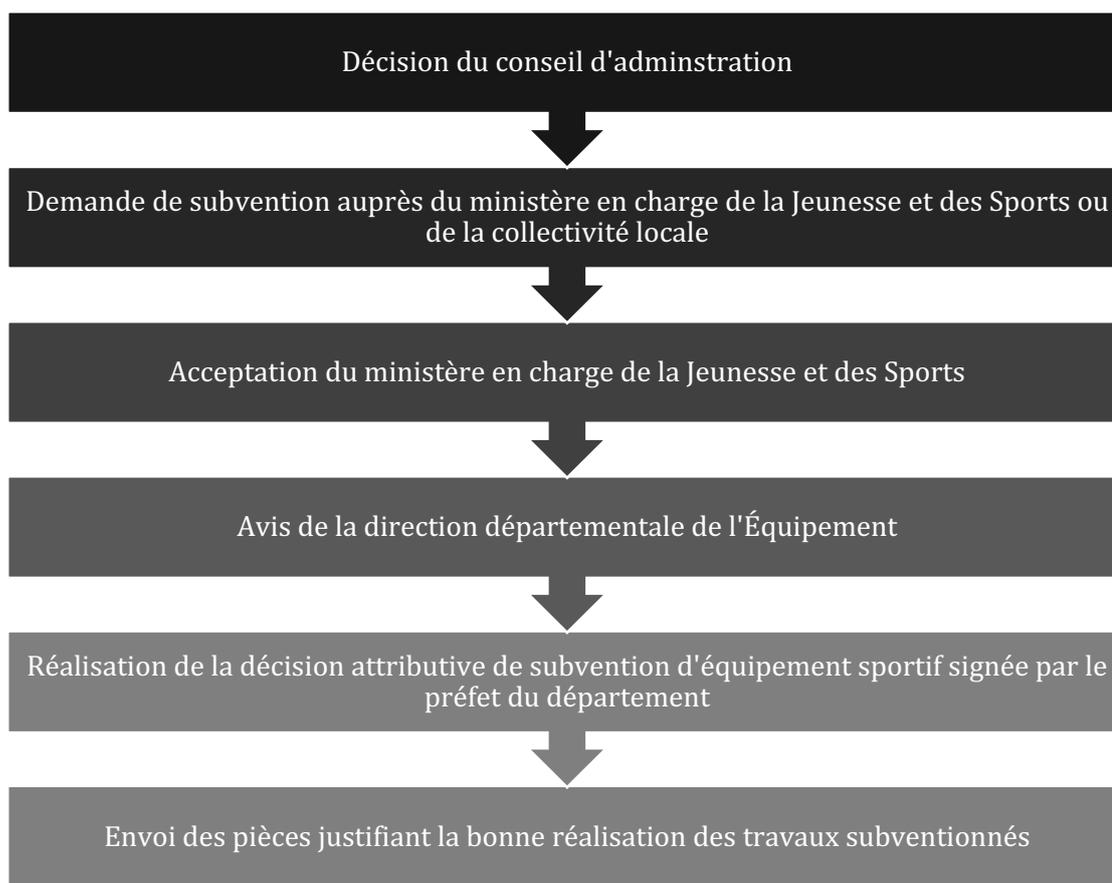 Décision du conseil d'adminstration
Demande de subvention auprès du ministère en charge de la Jeunesse et des Sports ou
de la collectivité locale
Acceptation du ministère en charge de la Jeunesse et des Sports
Avis de la direction départementale de l'Équipement
Réalisation de la décision attributive de subvention d'équipement sportif signée par le
préfet du département
Envoi des pièces justifiant la bonne réalisation des travaux subventionnés